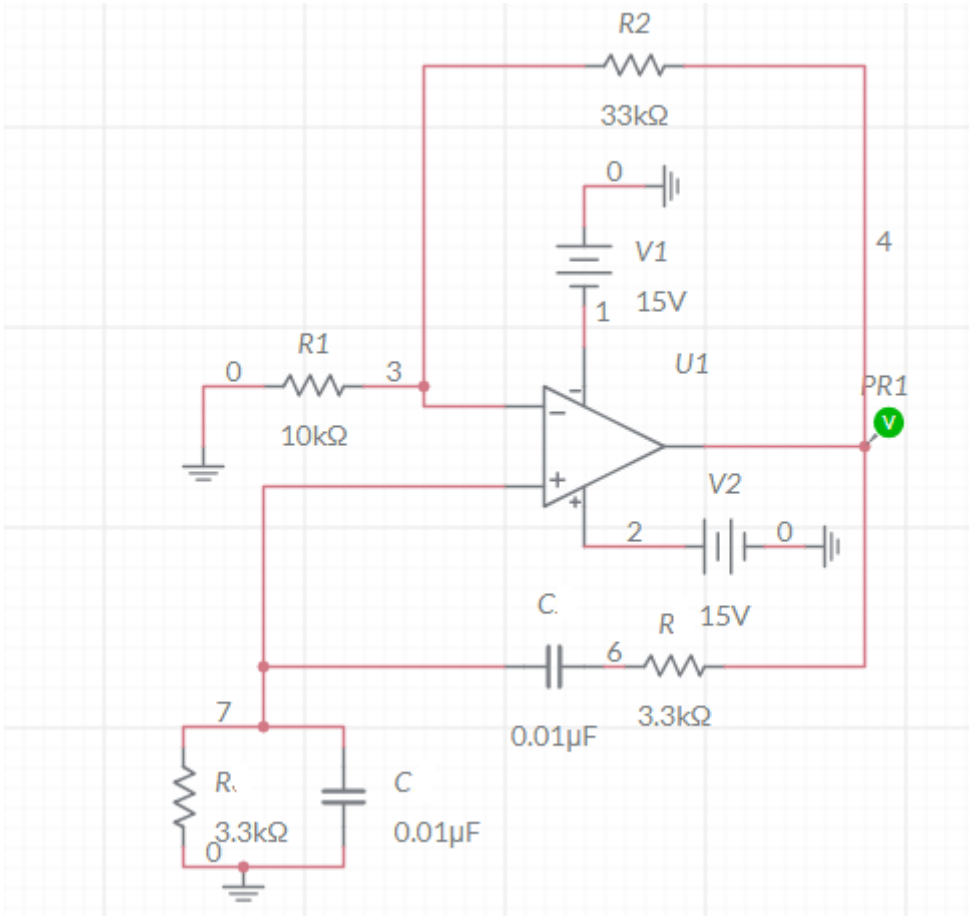 R2
33kΩ
0
V1
15V
1
4
R1
0
3
10kΩ
U1
PR1
V
−
+
−
+
V2
2
0
15V
C.
6
R
3.3kΩ
0.01µF
7
R.
3.3kΩ
0
C
0.01µF